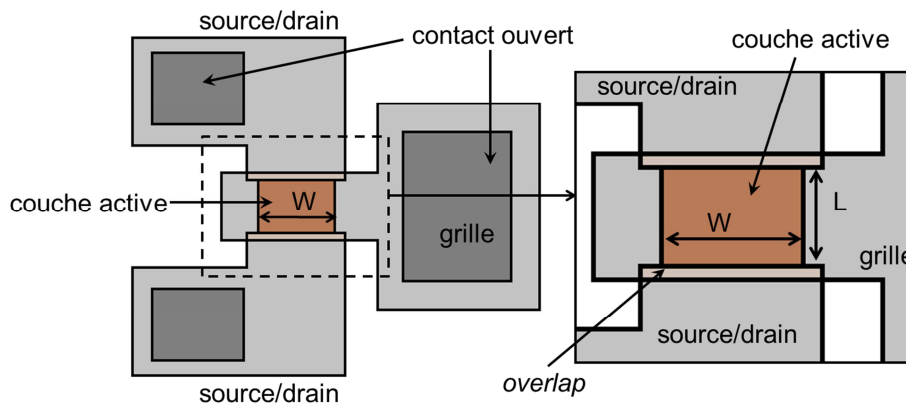 source/drain
contact ouvert
couche active
W
grille
source/drain
couche active
source/drain
W
L
grille
source/drain
overlap